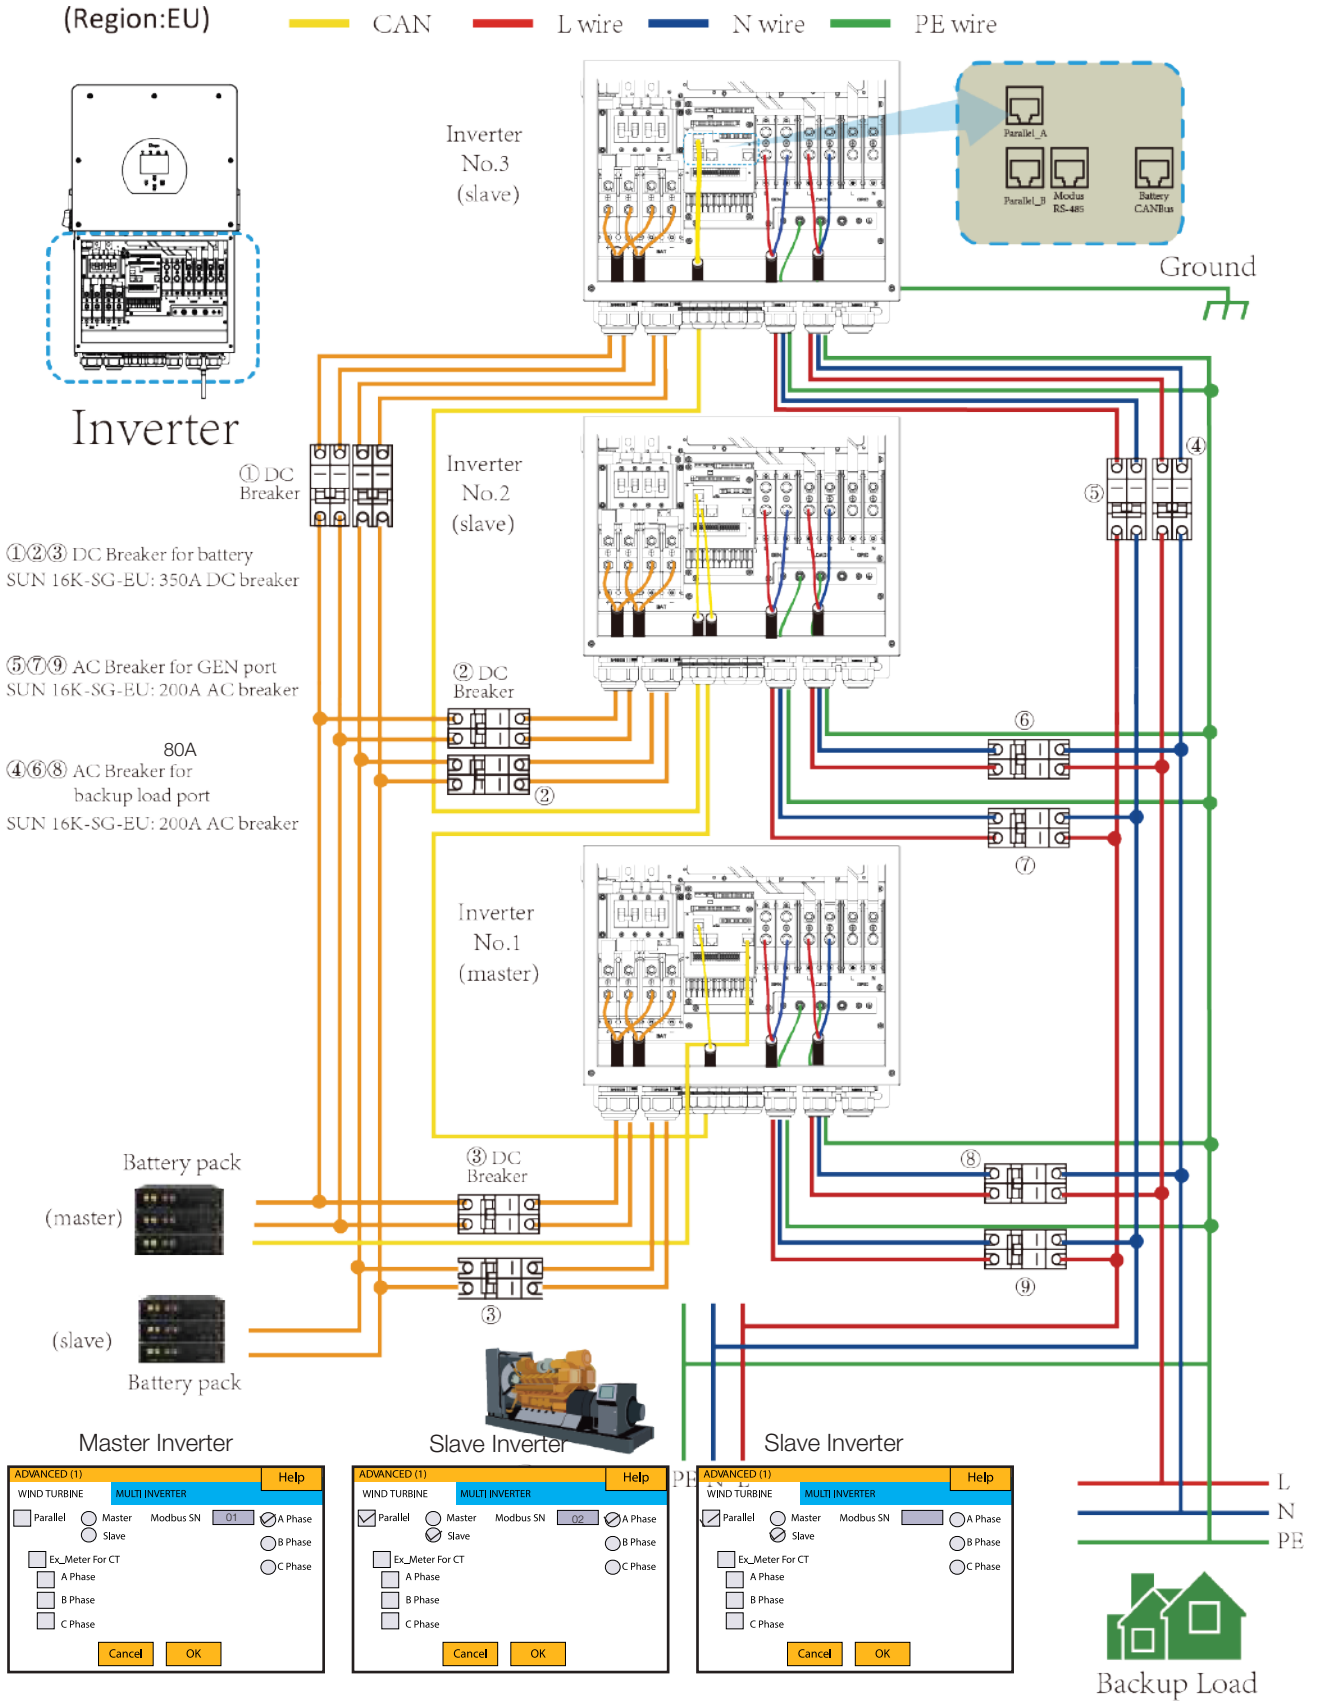 (Region:EU)
CAN
L wire
N wire
PE wire
Inverter
No.3
(slave)
Parallel_A
Parallel_B
Modus
RS-485
Battery
CANBus
Ground
Inverter
① DC
Breaker
Inverter
No.2
(slave)
④
⑤
①②③ DC Breaker for battery
SUN 16K-SG-EU: 350A DC breaker
⑤⑦⑨ AC Breaker for GEN port
SUN 16K-SG-EU: 200A AC breaker
80A
④⑥⑧ AC Breaker for
backup load port
SUN 16K-SG-EU: 200A AC breaker
② DC
Breaker
②
⑥
⑦
Inverter
No.1
(master)
BAT
BAT
BAT
③ DC
Breaker
③
⑧
⑨
Battery pack
(master)
(slave)
Battery pack
PE N L
L
N
PE
Backup Load
Master Inverter
ADVANCED (1)
Help
WIND TURBINE
MULTI INVERTER
Parallel
Master
Modbus SN
01
A Phase
Slave
B Phase
Ex_Meter For CT
C Phase
A Phase
B Phase
C Phase
Cancel
OK
Slave Inverter
ADVANCED (1)
Help
WIND TURBINE
MULTI INVERTER
Parallel
Master
Modbus SN
02
A Phase
Slave
B Phase
Ex_Meter For CT
C Phase
A Phase
B Phase
C Phase
Cancel
OK
Slave Inverter
ADVANCED (1)
Help
WIND TURBINE
MULTI INVERTER
Parallel
Master
Modbus SN
A Phase
Slave
B Phase
Ex_Meter For CT
C Phase
A Phase
B Phase
C Phase
Cancel
OK